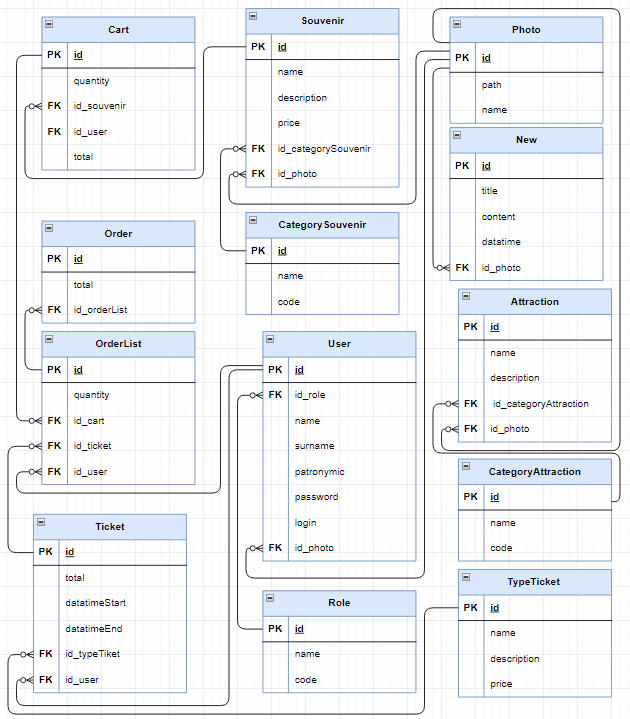 Cart
PK id
quantity
FK id_souvenir
FK id_user
total
Souvenir
PK id
name
description
price
FK id_categorySouvenir
FK id_photo
Photo
PK id
path
name
New
PK id
title
content
datatime
FK id_photo
Order
PK id
total
FK id_orderList
CategorySouvenir
PK id
name
code
Attraction
PK id
name
description
FK id_categoryAttraction
FK id_photo
OrderList
PK id
quantity
FK id_cart
FK id_ticket
FK id_user
User
PK id
FK id_role
name
surname
patronymic
password
login
FK id_photo
CategoryAttraction
PK id
name
code
Ticket
PK id
total
datatimeStart
datatimeEnd
FK id_typeTiket
FK id_user
Role
PK id
name
code
TypeTicket
PK id
name
description
price